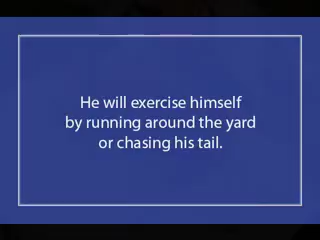 He will exercise himself
by running around the yard
or chasing his tail.